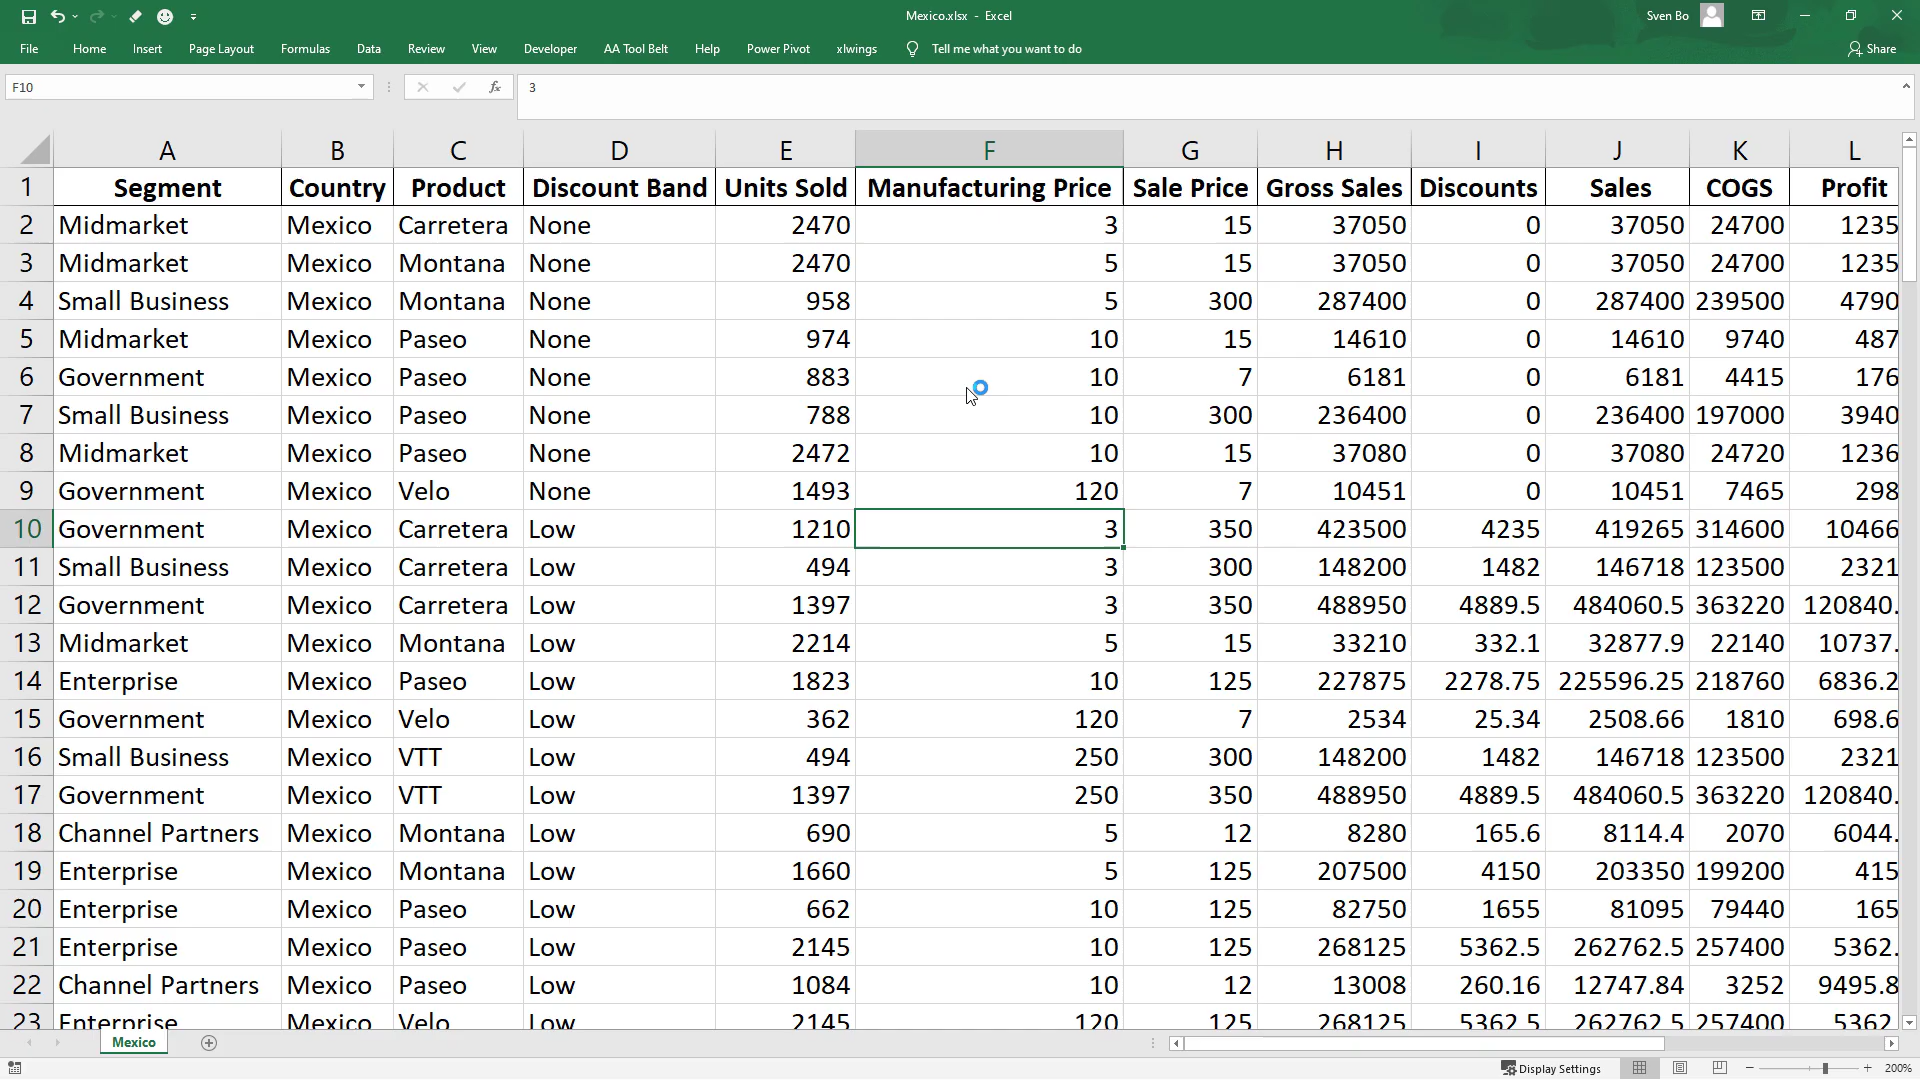 Mexico.xlsx - Excel
Sven Bo
File Home Insert Page Layout Formulas Data Review View Developer AA Tool Belt Help Power Pivot xlwings Tell me what you want to do Share
F10 fx 3
A B C D E F G H I J K L
1 Segment Country Product Discount Band Units Sold Manufacturing Price Sale Price Gross Sales Discounts Sales COGS Profit
2 Midmarket Mexico Carretera None 2470 3 15 37050 0 37050 24700 1235
3 Midmarket Mexico Montana None 2470 5 15 37050 0 37050 24700 1235
4 Small Business Mexico Montana None 958 5 300 287400 0 287400 239500 4790
5 Midmarket Mexico Paseo None 974 10 15 14610 0 14610 9740 487
6 Government Mexico Paseo None 883 10 7 6181 0 6181 4415 176
7 Small Business Mexico Paseo None 788 10 300 236400 0 236400 197000 3940
8 Midmarket Mexico Paseo None 2472 10 15 37080 0 37080 24720 1236
9 Government Mexico Velo None 1493 120 7 10451 0 10451 7465 298
10 Government Mexico Carretera Low 1210 3 350 423500 4235 419265 314600 10466
11 Small Business Mexico Carretera Low 494 3 300 148200 1482 146718 123500 2321
12 Government Mexico Carretera Low 1397 3 350 488950 4889.5 484060.5 363220 120840.
13 Midmarket Mexico Montana Low 2214 5 15 33210 332.1 32877.9 22140 10737.
14 Enterprise Mexico Paseo Low 1823 10 125 227875 2278.75 225596.25 218760 6836.2
15 Government Mexico Velo Low 362 120 7 2534 25.34 2508.66 1810 698.6
16 Small Business Mexico VTT Low 494 250 300 148200 1482 146718 123500 2321
17 Government Mexico VTT Low 1397 250 350 488950 4889.5 484060.5 363220 120840.
18 Channel Partners Mexico Montana Low 690 5 12 8280 165.6 8114.4 2070 6044.
19 Enterprise Mexico Montana Low 1660 5 125 207500 4150 203350 199200 415
20 Enterprise Mexico Paseo Low 662 10 125 82750 1655 81095 79440 165
21 Enterprise Mexico Paseo Low 2145 10 125 268125 5362.5 262762.5 257400 5362.
22 Channel Partners Mexico Paseo Low 1084 10 12 13008 260.16 12747.84 3252 9495.8
23 Enterprise Mexico Velo Low 2145 120 125 268125 5362.5 262762.5 257400 5362
Mexico
Display Settings 200%